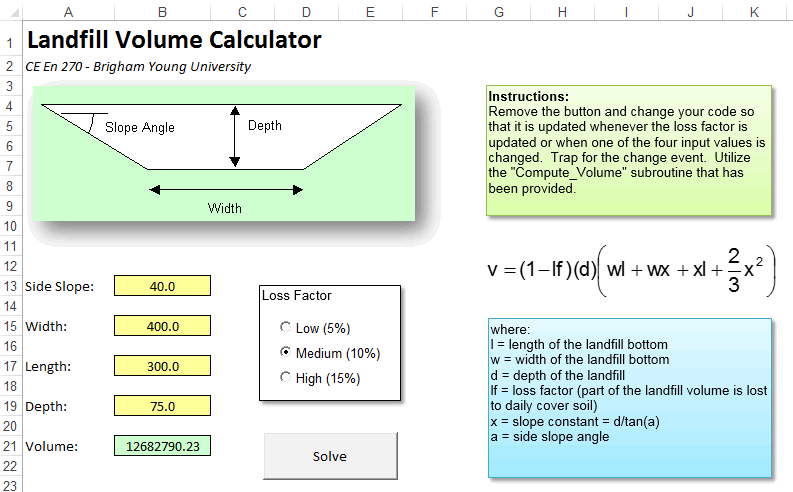 A B C D E F G H I J K
1 Landfill Volume Calculator
2 CE En 270 - Brigham Young University
3
4
5
6
7
8
9
10
11
12
13
14
15
16
17
18
19
20
21
22
23
Slope Angle
Depth
Width
Instructions:
Remove the button and change your code so
that it is updated whenever the loss factor is
updated or when one of the four input values is
changed. Trap for the change event. Utilize
the "Compute_Volume" subroutine that has
been provided.
v = (1−lf)(d)(wl + wx + xl + 2/3 x²)
Side Slope: 40.0
Width: 400.0
Length: 300.0
Depth: 75.0
Volume: 12682790.23
Loss Factor
Low (5%)
Medium (10%)
High (15%)
Solve
where:
l = length of the landfill bottom
w = width of the landfill bottom
d = depth of the landfill
lf = loss factor (part of the landfill volume is lost
to daily cover soil)
x = slope constant = d/tan(a)
a = side slope angle